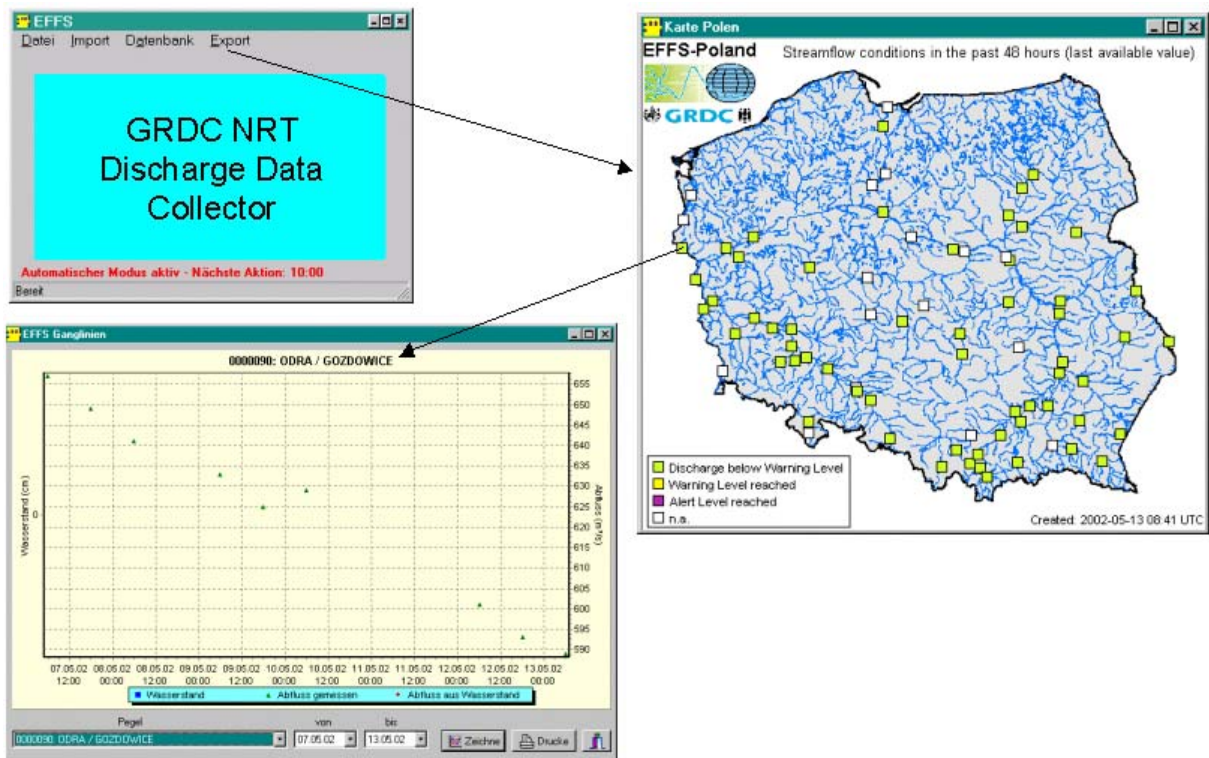 EFFS
Datei Import Datenbank Export
GRDC NRT
Discharge Data
Collector
Automatischer Modus aktiv - Nächste Aktion: 10:00
Bereit
Karte Polen
EFFS-Poland
Streamflow conditions in the past 48 hours (last available value)
GRDC
Discharge below Warning Level
Warning Level reached
Alert Level reached
n.a.
Created: 2002-05-13 08:41 UTC
EFFS Ganglinien
0000090: ODRA / GOZDOWICE
Wasserstand (cm)
0
655
650
645
640
635
630
625
620
615
610
605
600
595
590
Abfluss (m³/s)
07.05.02 08.05.02 08.05.02 09.05.02 09.05.02 10.05.02 10.05.02 11.05.02 11.05.02 12.05.02 12.05.02 13.05.02
12:00 00:00 12:00 00:00 12:00 00:00 12:00 00:00 12:00 00:00 12:00 00:00
Wasserstand Abfluss gemessen Abfluss aus Wasserstand
Pegel von bis
0000090: ODRA / GOZDOWICE 07.05.02 13.05.02 Zeichne Drucke